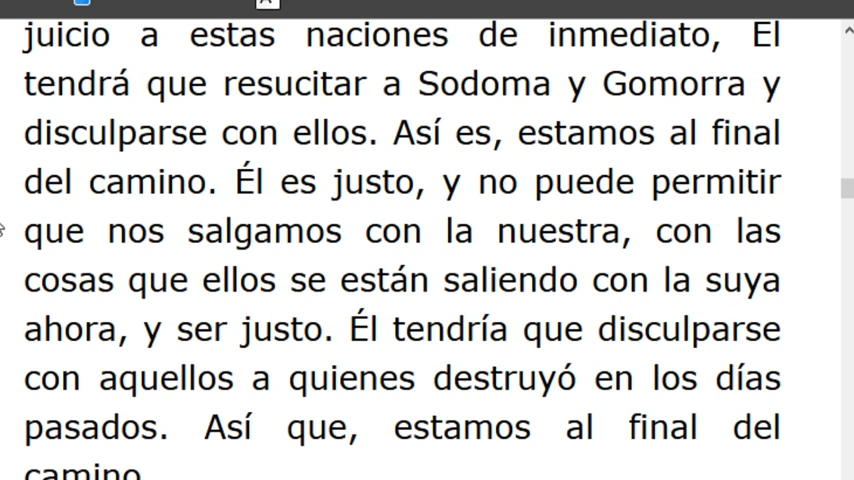 juicio a estas naciones de inmediato, Él
tendrá que resucitar a Sodoma y Gomorra y
disculparse con ellos. Así es, estamos al final
del camino. Él es justo, y no puede permitir
que nos salgamos con la nuestra, con las
cosas que ellos se están saliendo con la suya
ahora, y ser justo. Él tendría que disculparse
con aquellos a quienes destruyó en los días
pasados. Así que, estamos al final del
camino.